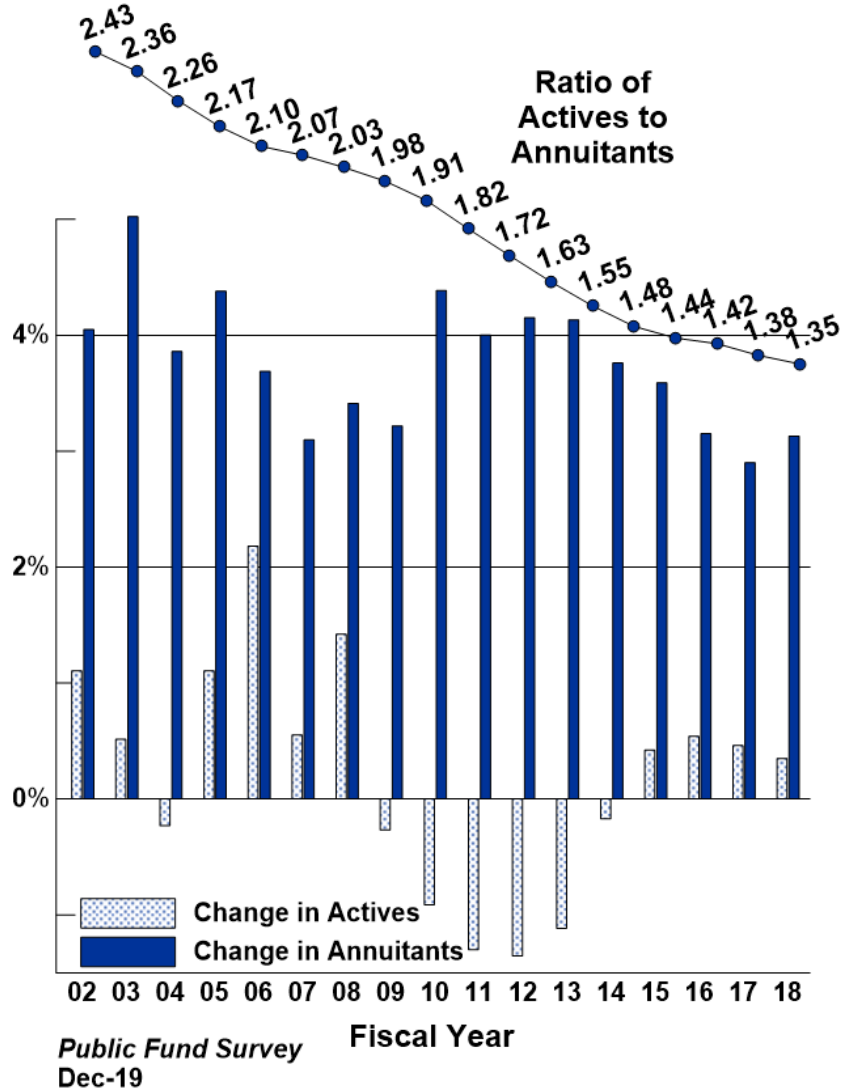 2.43
2.36
2.26
2.17
2.10
2.07
2.03
1.98
1.91
1.82
1.72
1.63
1.55
1.48
1.44
1.42
1.38
1.35
Ratio of
Actives to
Annuitants
4%
2%
0%
Change in Actives
Change in Annuitants
02 03 04 05 06 07 08 09 10 11 12 13 14 15 16 17 18
Fiscal Year
Public Fund Survey
Dec-19